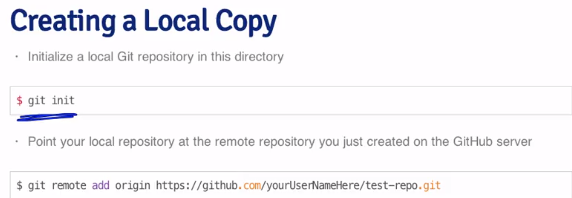 Creating a Local Copy
· Initialize a local Git repository in this directory
$ git init
· Point your local repository at the remote repository you just created on the GitHub server
$ git remote add origin https://github.com/yourUserNameHere/test-repo.git